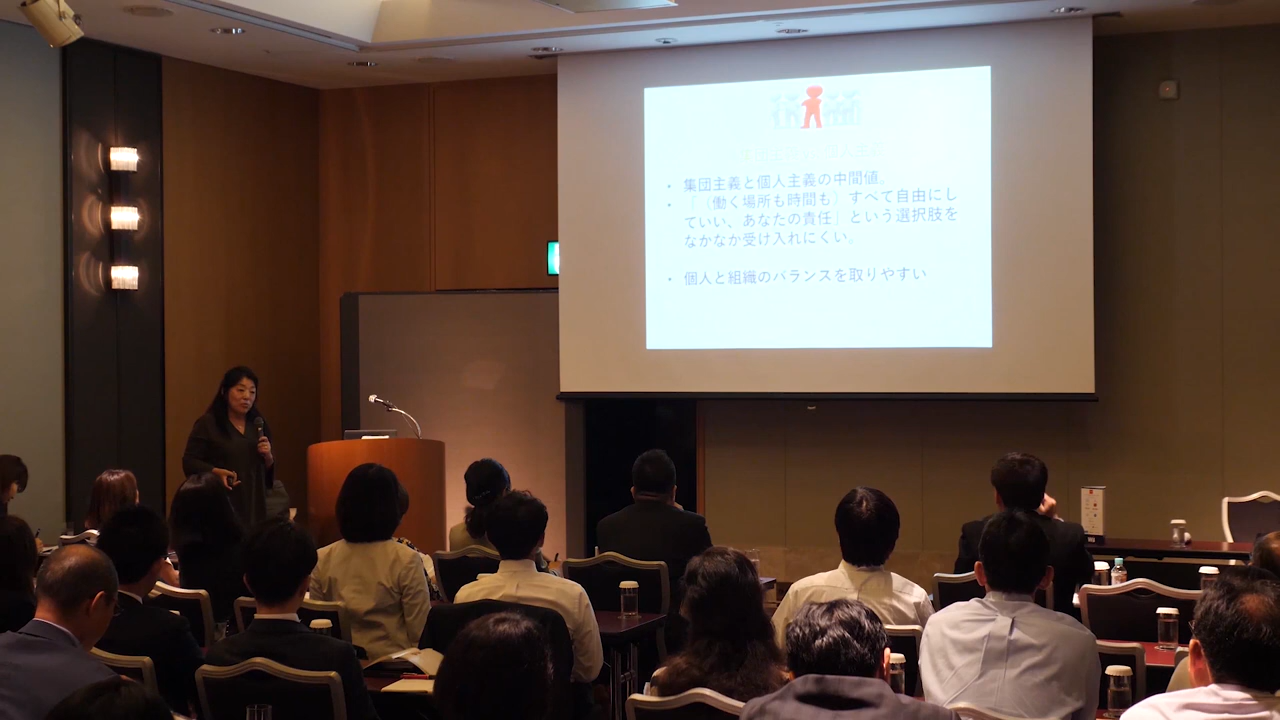 • 集団主義と個人主義の中間値。
• 「（働く場所も時間も）すべて自由にし
ていい、あなたの責任」という選択肢を
なかなか受け入れにくい。
• 個人と組織のバランスを取りやすい